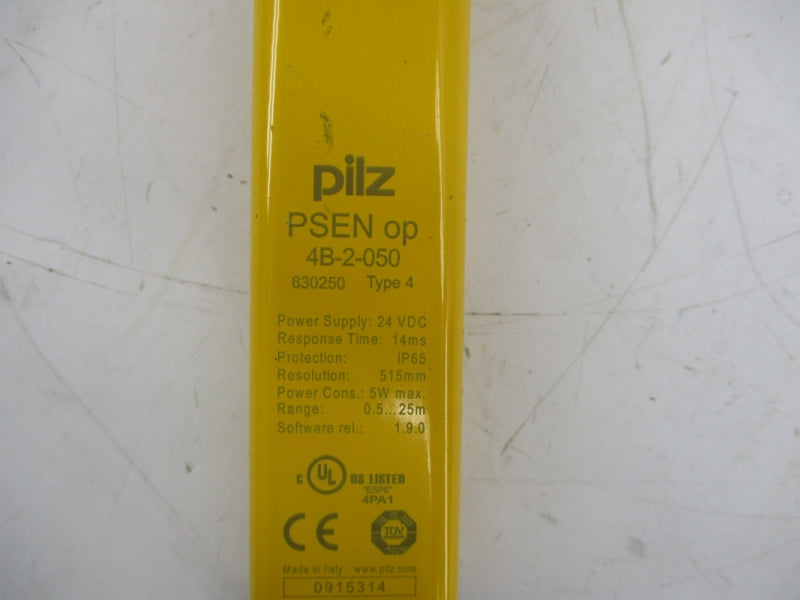 pilz
PSEN op
4B-2-050
630250 Type 4
Power Supply: 24 VDC
Response Time: 14ms
Protection: IP65
Resolution: 515mm
Power Cons.: 5W max.
Range: 0.5...25m
Software rel.: 1.9.0
C UL US LISTED
"ESPE"
4PA1
CE TÜV
Made in Italy www.pilz.com
0915314